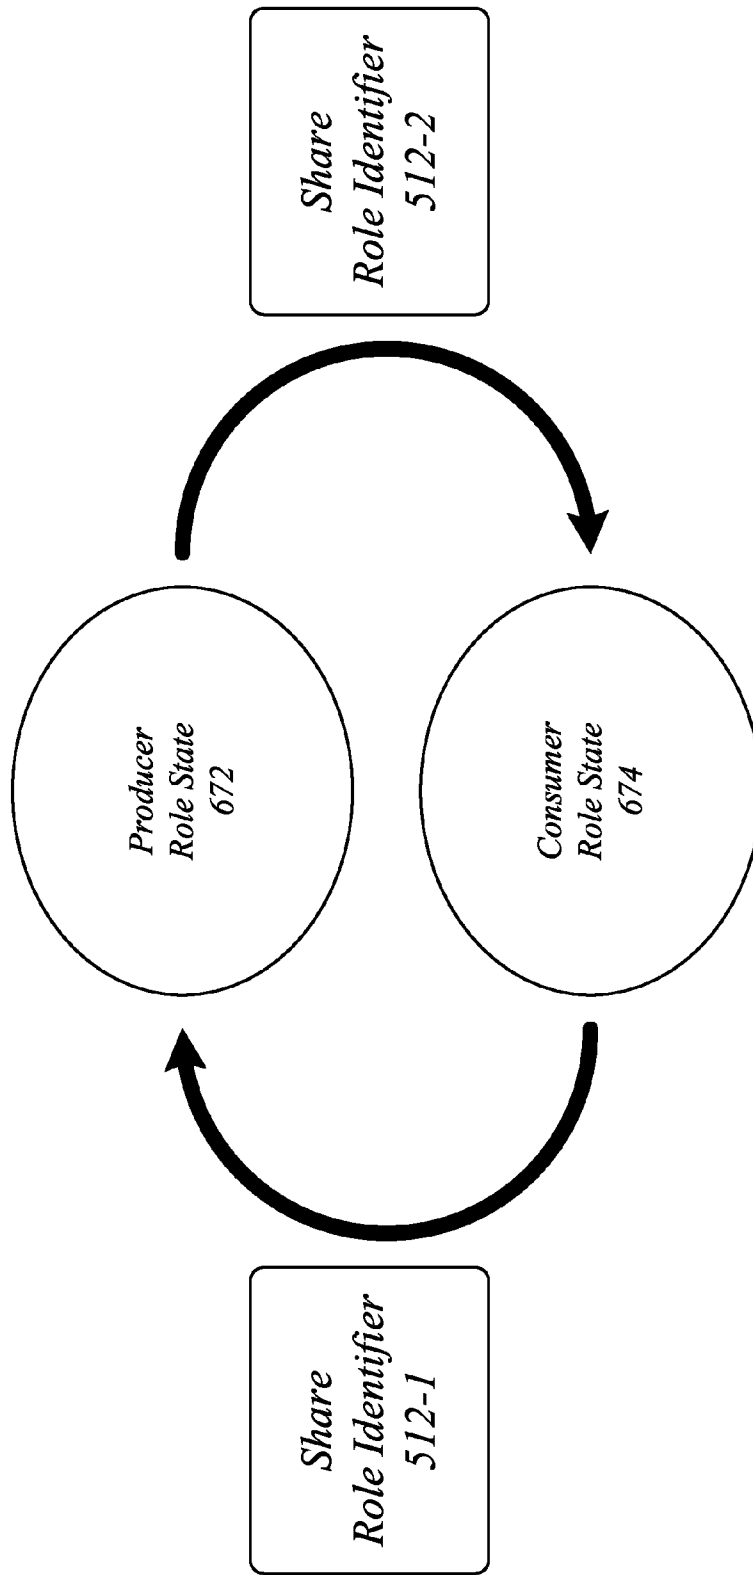 Share
Role Identifier
512-1
Producer
Role State
672
Consumer
Role State
674
Share
Role Identifier
512-2